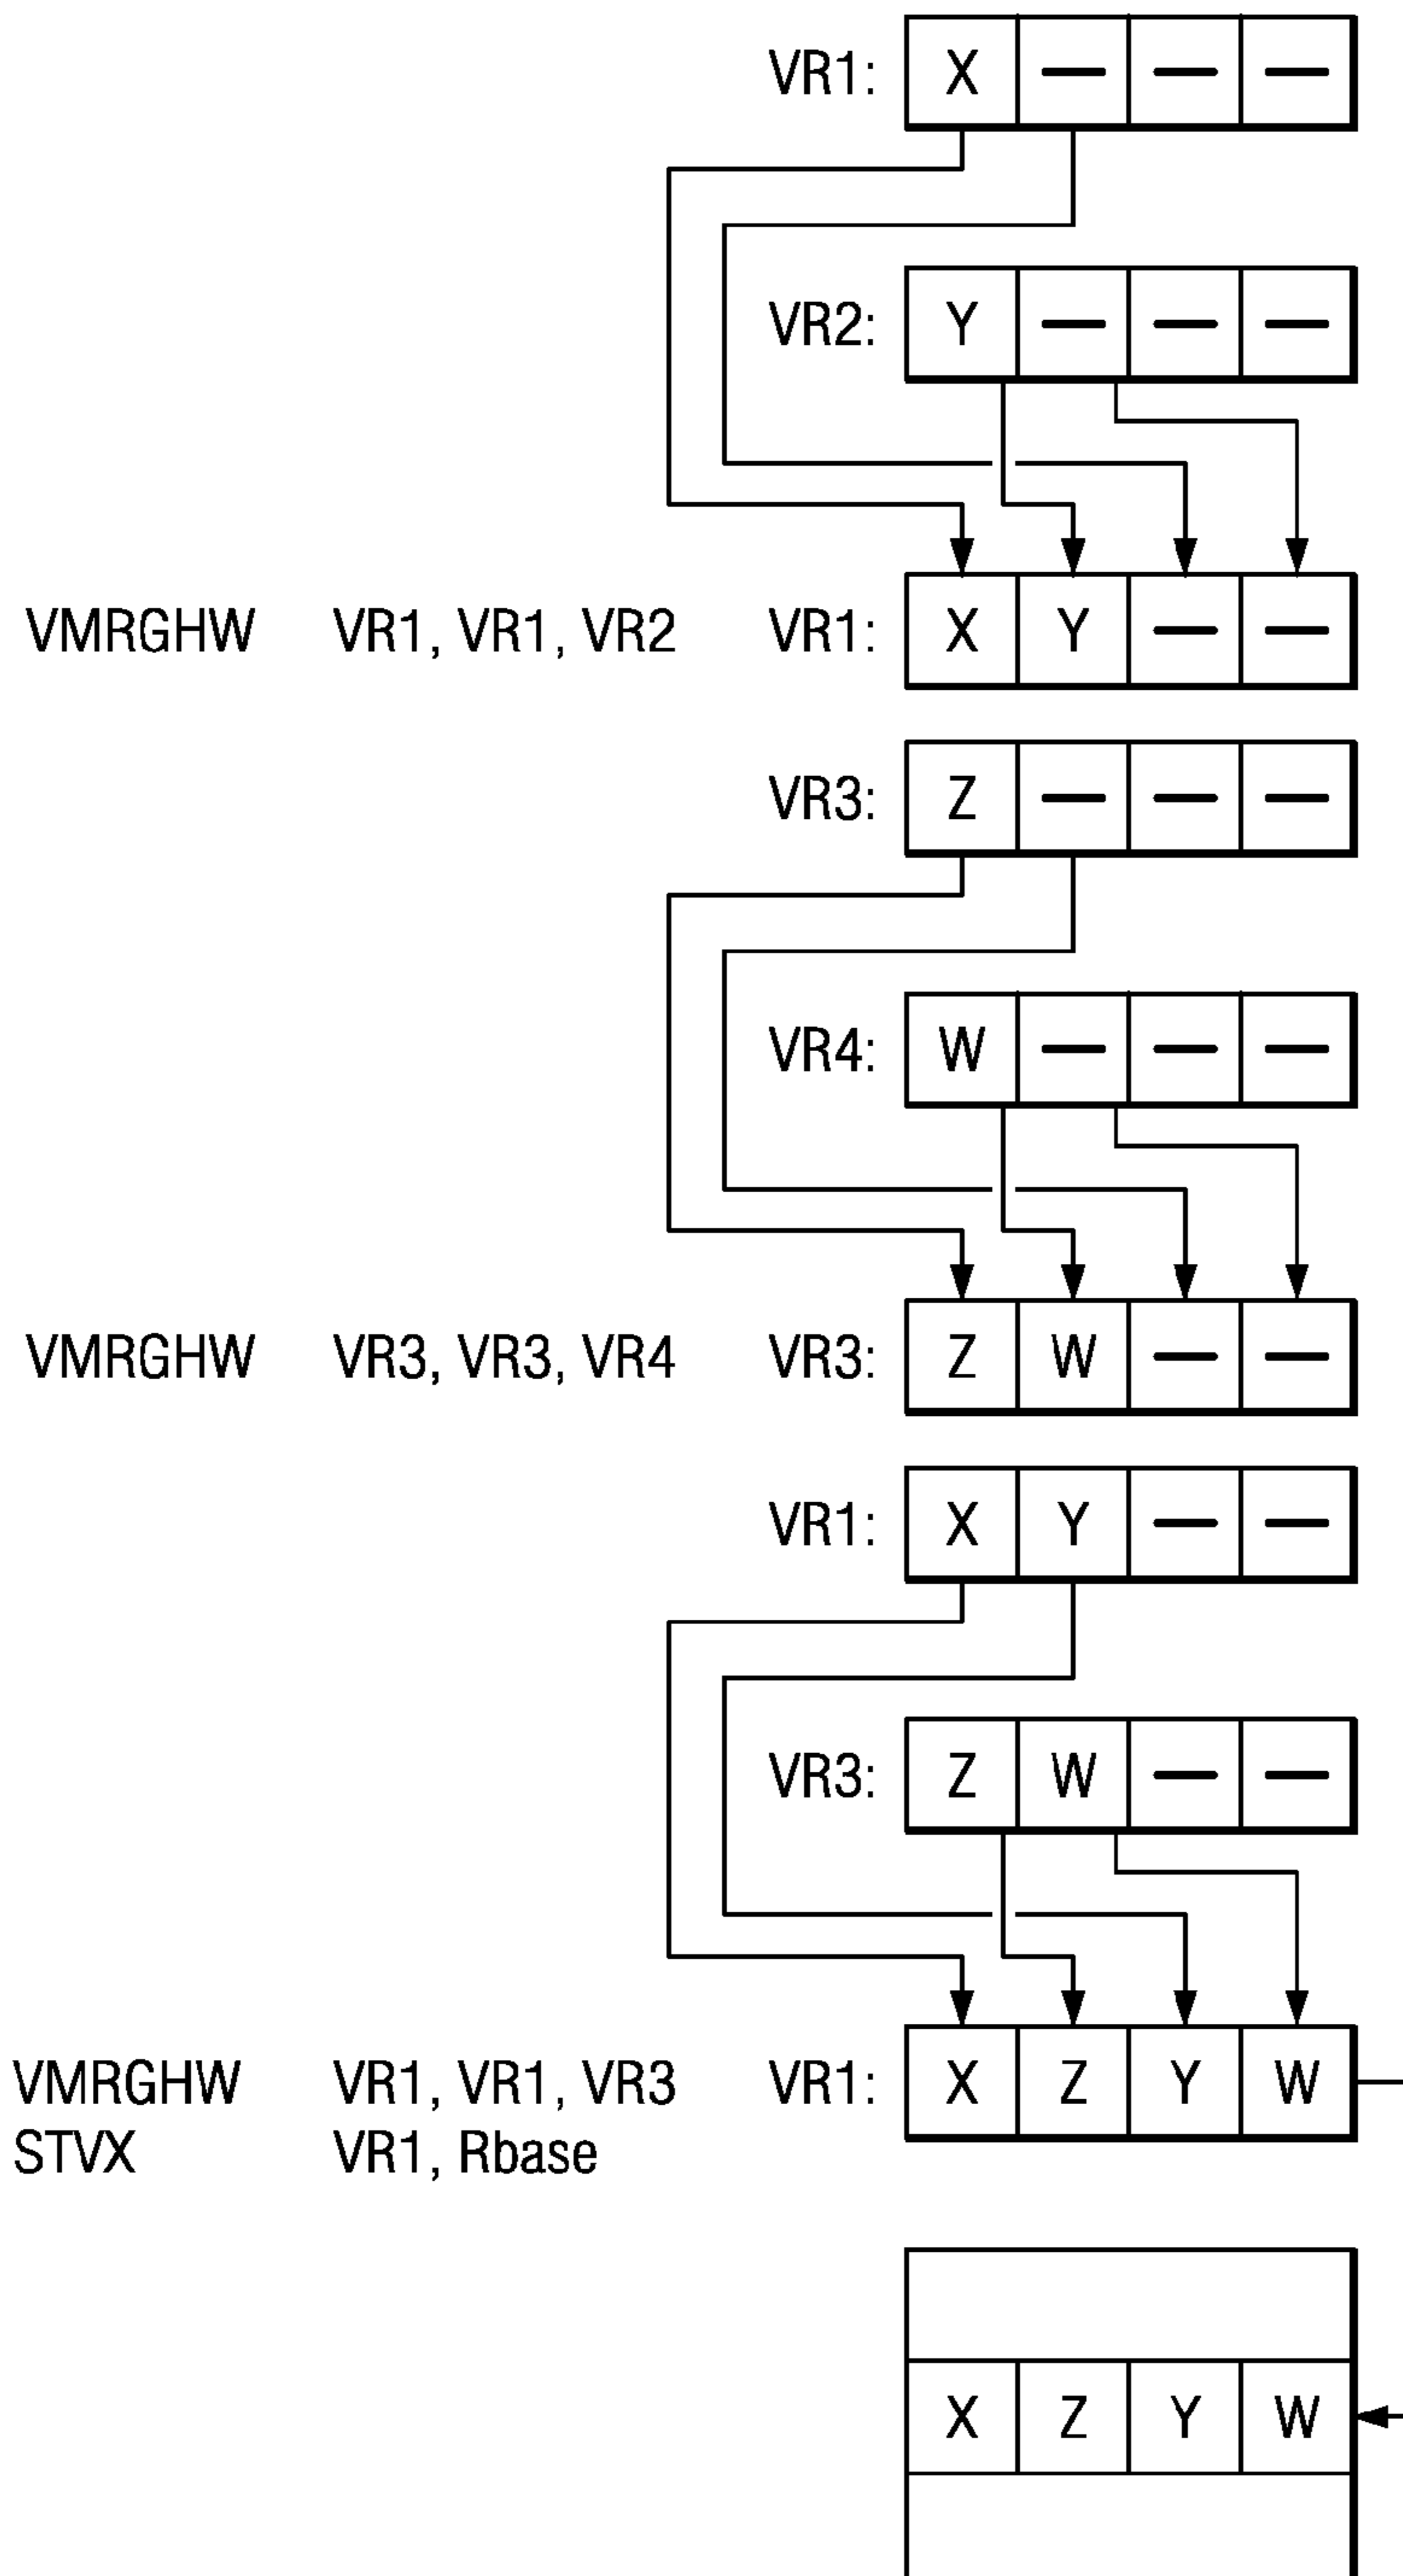 VR1: X — — —
VR2: Y — — —
VMRGHW VR1, VR1, VR2 VR1: X Y — —
VR3: Z — — —
VR4: W — — —
VMRGHW VR3, VR3, VR4 VR3: Z W — —
VR1: X Y — —
VR3: Z W — —
VMRGHW VR1, VR1, VR3 VR1: X Z Y W
STVX VR1, Rbase
X Z Y W